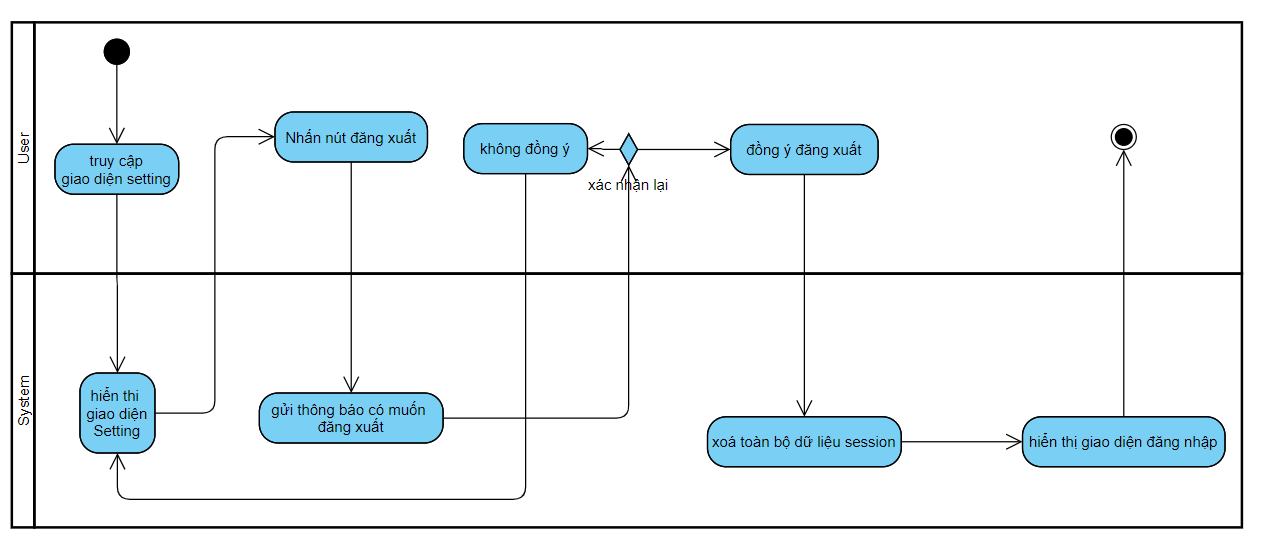 User
truy cập
giao diện setting
Nhấn nút đăng xuất
không đồng ý
xác nhận lại
đồng ý đăng xuất
System
hiển thi
giao diện
Setting
gửi thông báo có muốn
đăng xuất
xoá toàn bộ dữ liệu session
hiển thị giao diện đăng nhập